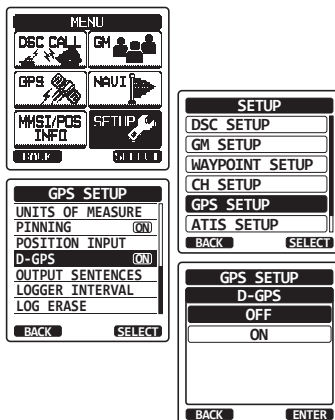 MENU
DSC CALL
GM
GPS
NAVI
MMSI/POS
INFO
SETUP
BACK
SELECT
SETUP
DSC SETUP
GM SETUP
WAYPOINT SETUP
CH SETUP
GPS SETUP
ATIS SETUP
BACK
SELECT
GPS SETUP
UNITS OF MEASURE
PINNING ON
POSITION INPUT
D-GPS ON
OUTPUT SENTENCES
LOGGER INTERVAL
LOG ERASE
BACK
SELECT
GPS SETUP
D-GPS
OFF
ON
BACK
ENTER